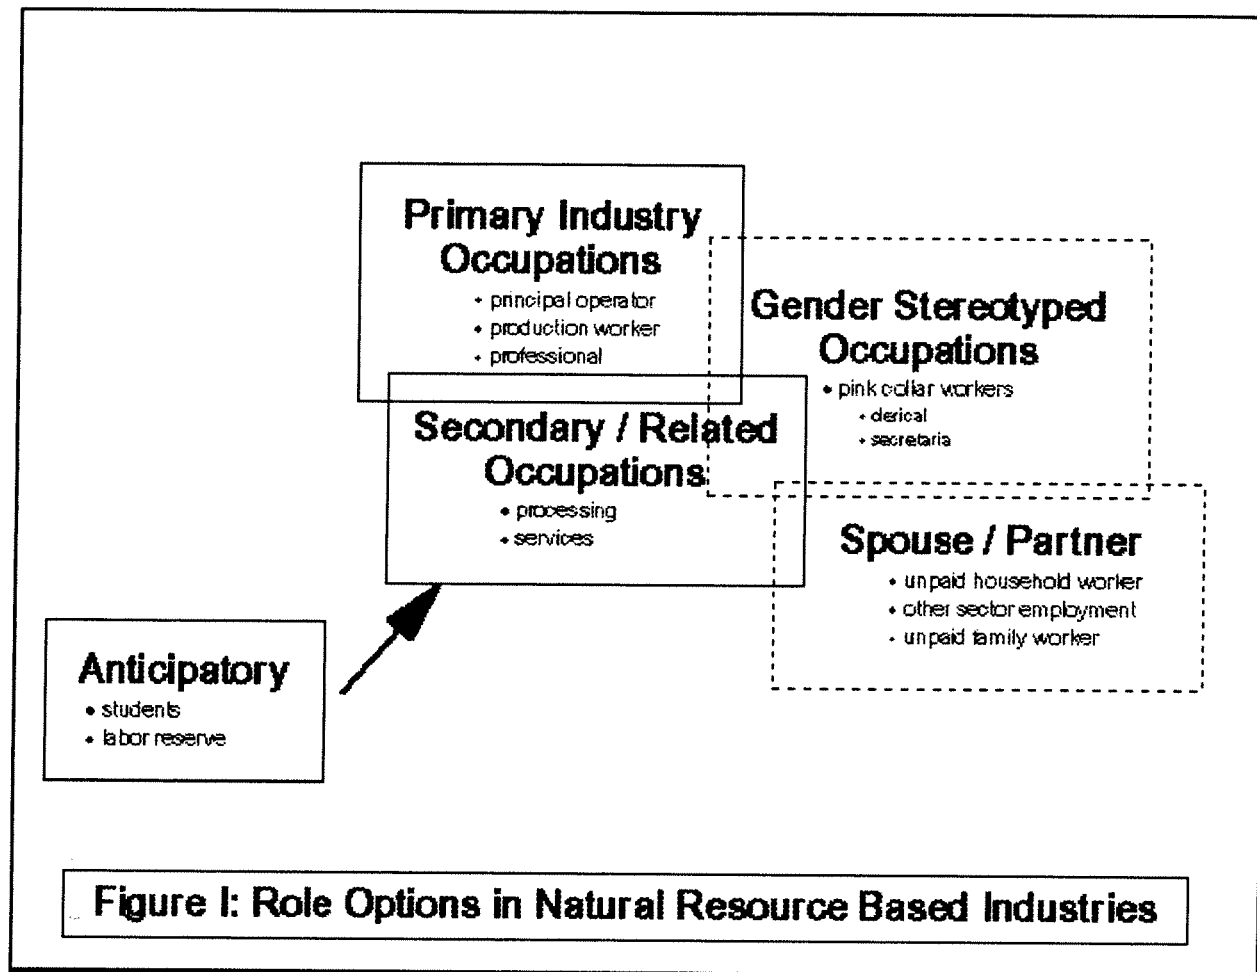 Primary Industry
Occupations
• principal operator
• production worker
• professional
Gender Stereotyped
Occupations
• pink collar workers
• clerical
• secretaria
Secondary / Related
Occupations
• processing
• services
Spouse / Partner
• unpaid household worker
• other sector employment
• unpaid family worker
Anticipatory
• students
• labor reserve
Figure I: Role Options in Natural Resource Based Industries